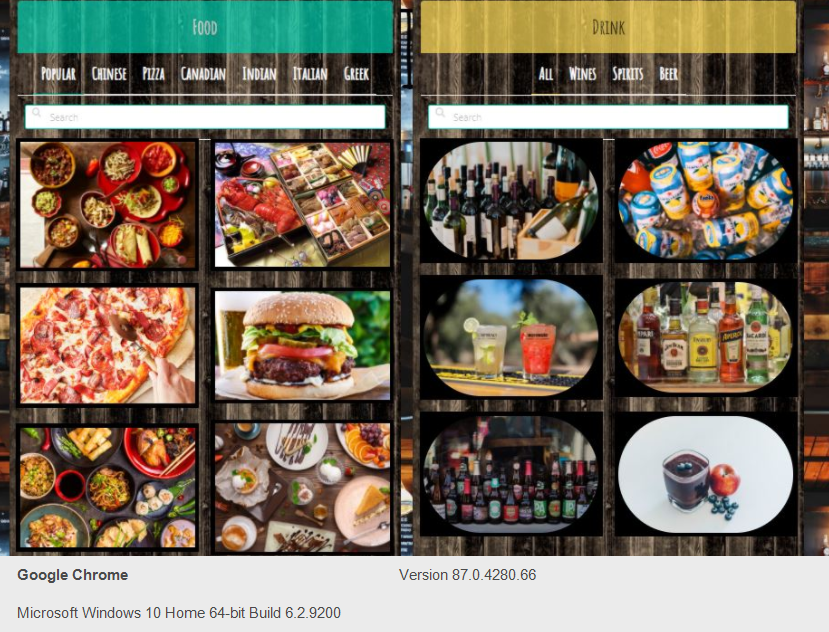 Food
Popular Chinese Pizza Canadian Indian Italian Greek
Search
Drink
All Wines Spirits Beer
Search
Google Chrome Version 87.0.4280.66
Microsoft Windows 10 Home 64-bit Build 6.2.9200